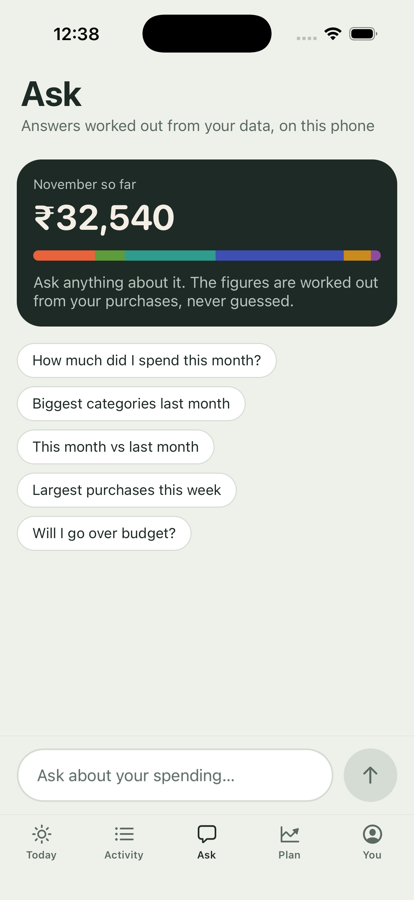 12:38
Ask
Answers worked out from your data, on this phone
November so far
₹32,540
Ask anything about it. The figures are worked out
from your purchases, never guessed.
How much did I spend this month?
Biggest categories last month
This month vs last month
Largest purchases this week
Will I go over budget?
Ask about your spending...
Today
Activity
Ask
Plan
You